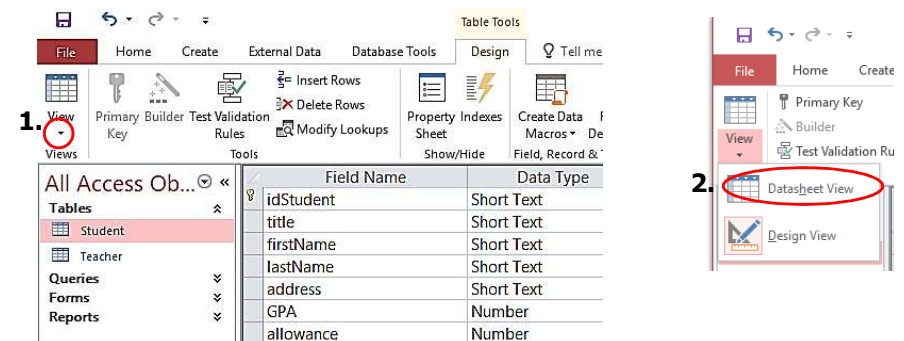 Table Tools
File Home Create External Data Database Tools Design Tell me
1.
View
Primary Key
Builder
Test Validation Rules
Insert Rows
Delete Rows
Modify Lookups
Property Sheet
Indexes
Create Data Macros
Views
Tools
Show/Hide
Field, Record &
All Access Ob... «
Tables
Student
Teacher
Queries
Forms
Reports
Field Name Data Type
idStudent Short Text
title Short Text
firstName Short Text
lastName Short Text
address Short Text
GPA Number
allowance Number
File Home Create
View
Primary Key
Builder
Test Validation Ru
2.
Datasheet View
Design View